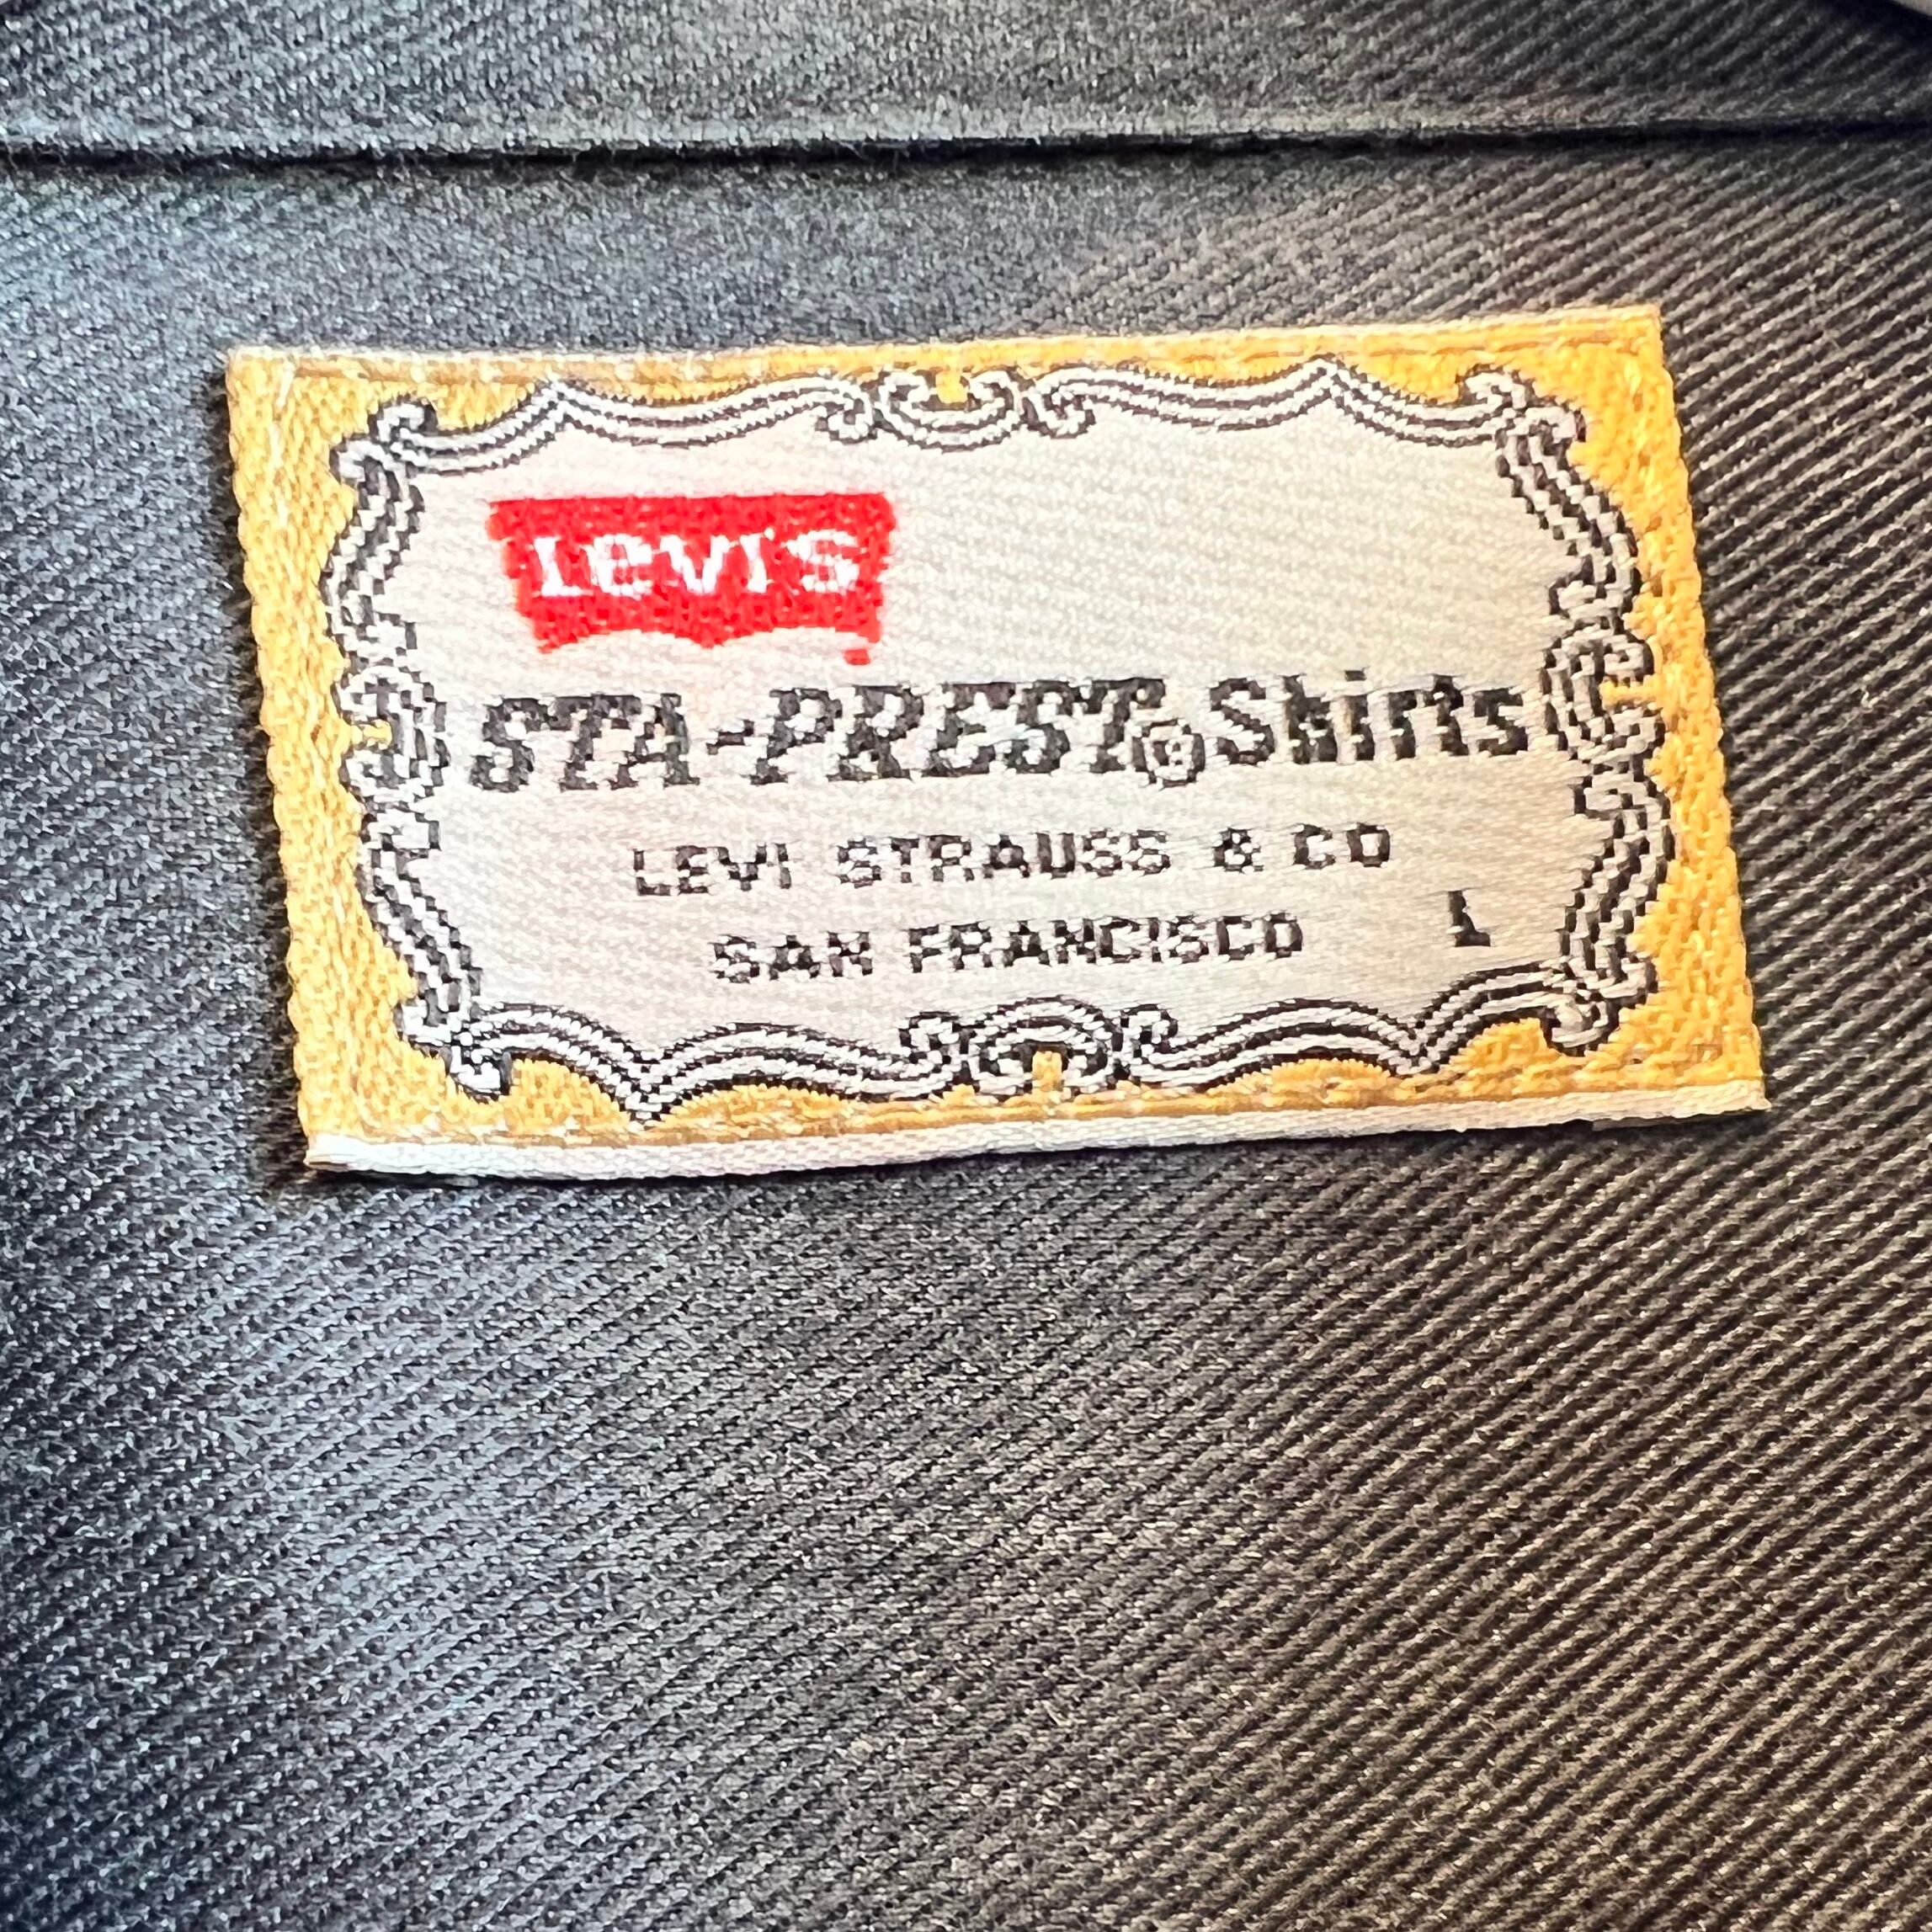 Levi's
STA-PREST® Shirts
LEVI STRAUSS & CO
SAN FRANCISCO L